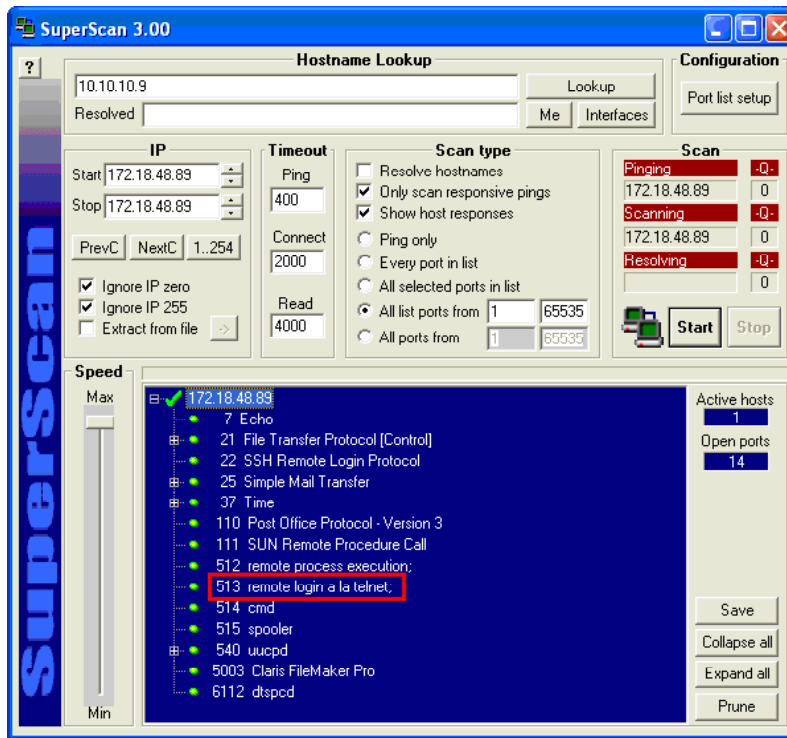 SuperScan 3.00
?
Hostname Lookup
10.10.10.9
Lookup
Resolved
Me
Interfaces
Configuration
Port list setup
IP
Start 172.18.48.89
Stop 172.18.48.89
PrevC
NextC
1..254
Ignore IP zero
Ignore IP 255
Extract from file
->
Timeout
Ping
400
Connect
2000
Read
4000
Scan type
Resolve hostnames
Only scan responsive pings
Show host responses
Ping only
Every port in list
All selected ports in list
All list ports from 1 65535
All ports from 1 65535
Scan
Pinging -Q-
172.18.48.89 0
Scanning -Q-
172.18.48.89 0
Resolving -Q-
0
Start
Stop
SuperScan
Speed
Max
Min
172.18.48.89
7 Echo
21 File Transfer Protocol [Control]
22 SSH Remote Login Protocol
25 Simple Mail Transfer
37 Time
110 Post Office Protocol - Version 3
111 SUN Remote Procedure Call
512 remote process execution;
513 remote login a la telnet;
514 cmd
515 spooler
540 uucpd
5003 Claris FileMaker Pro
6112 dtspcd
Active hosts
1
Open ports
14
Save
Collapse all
Expand all
Prune